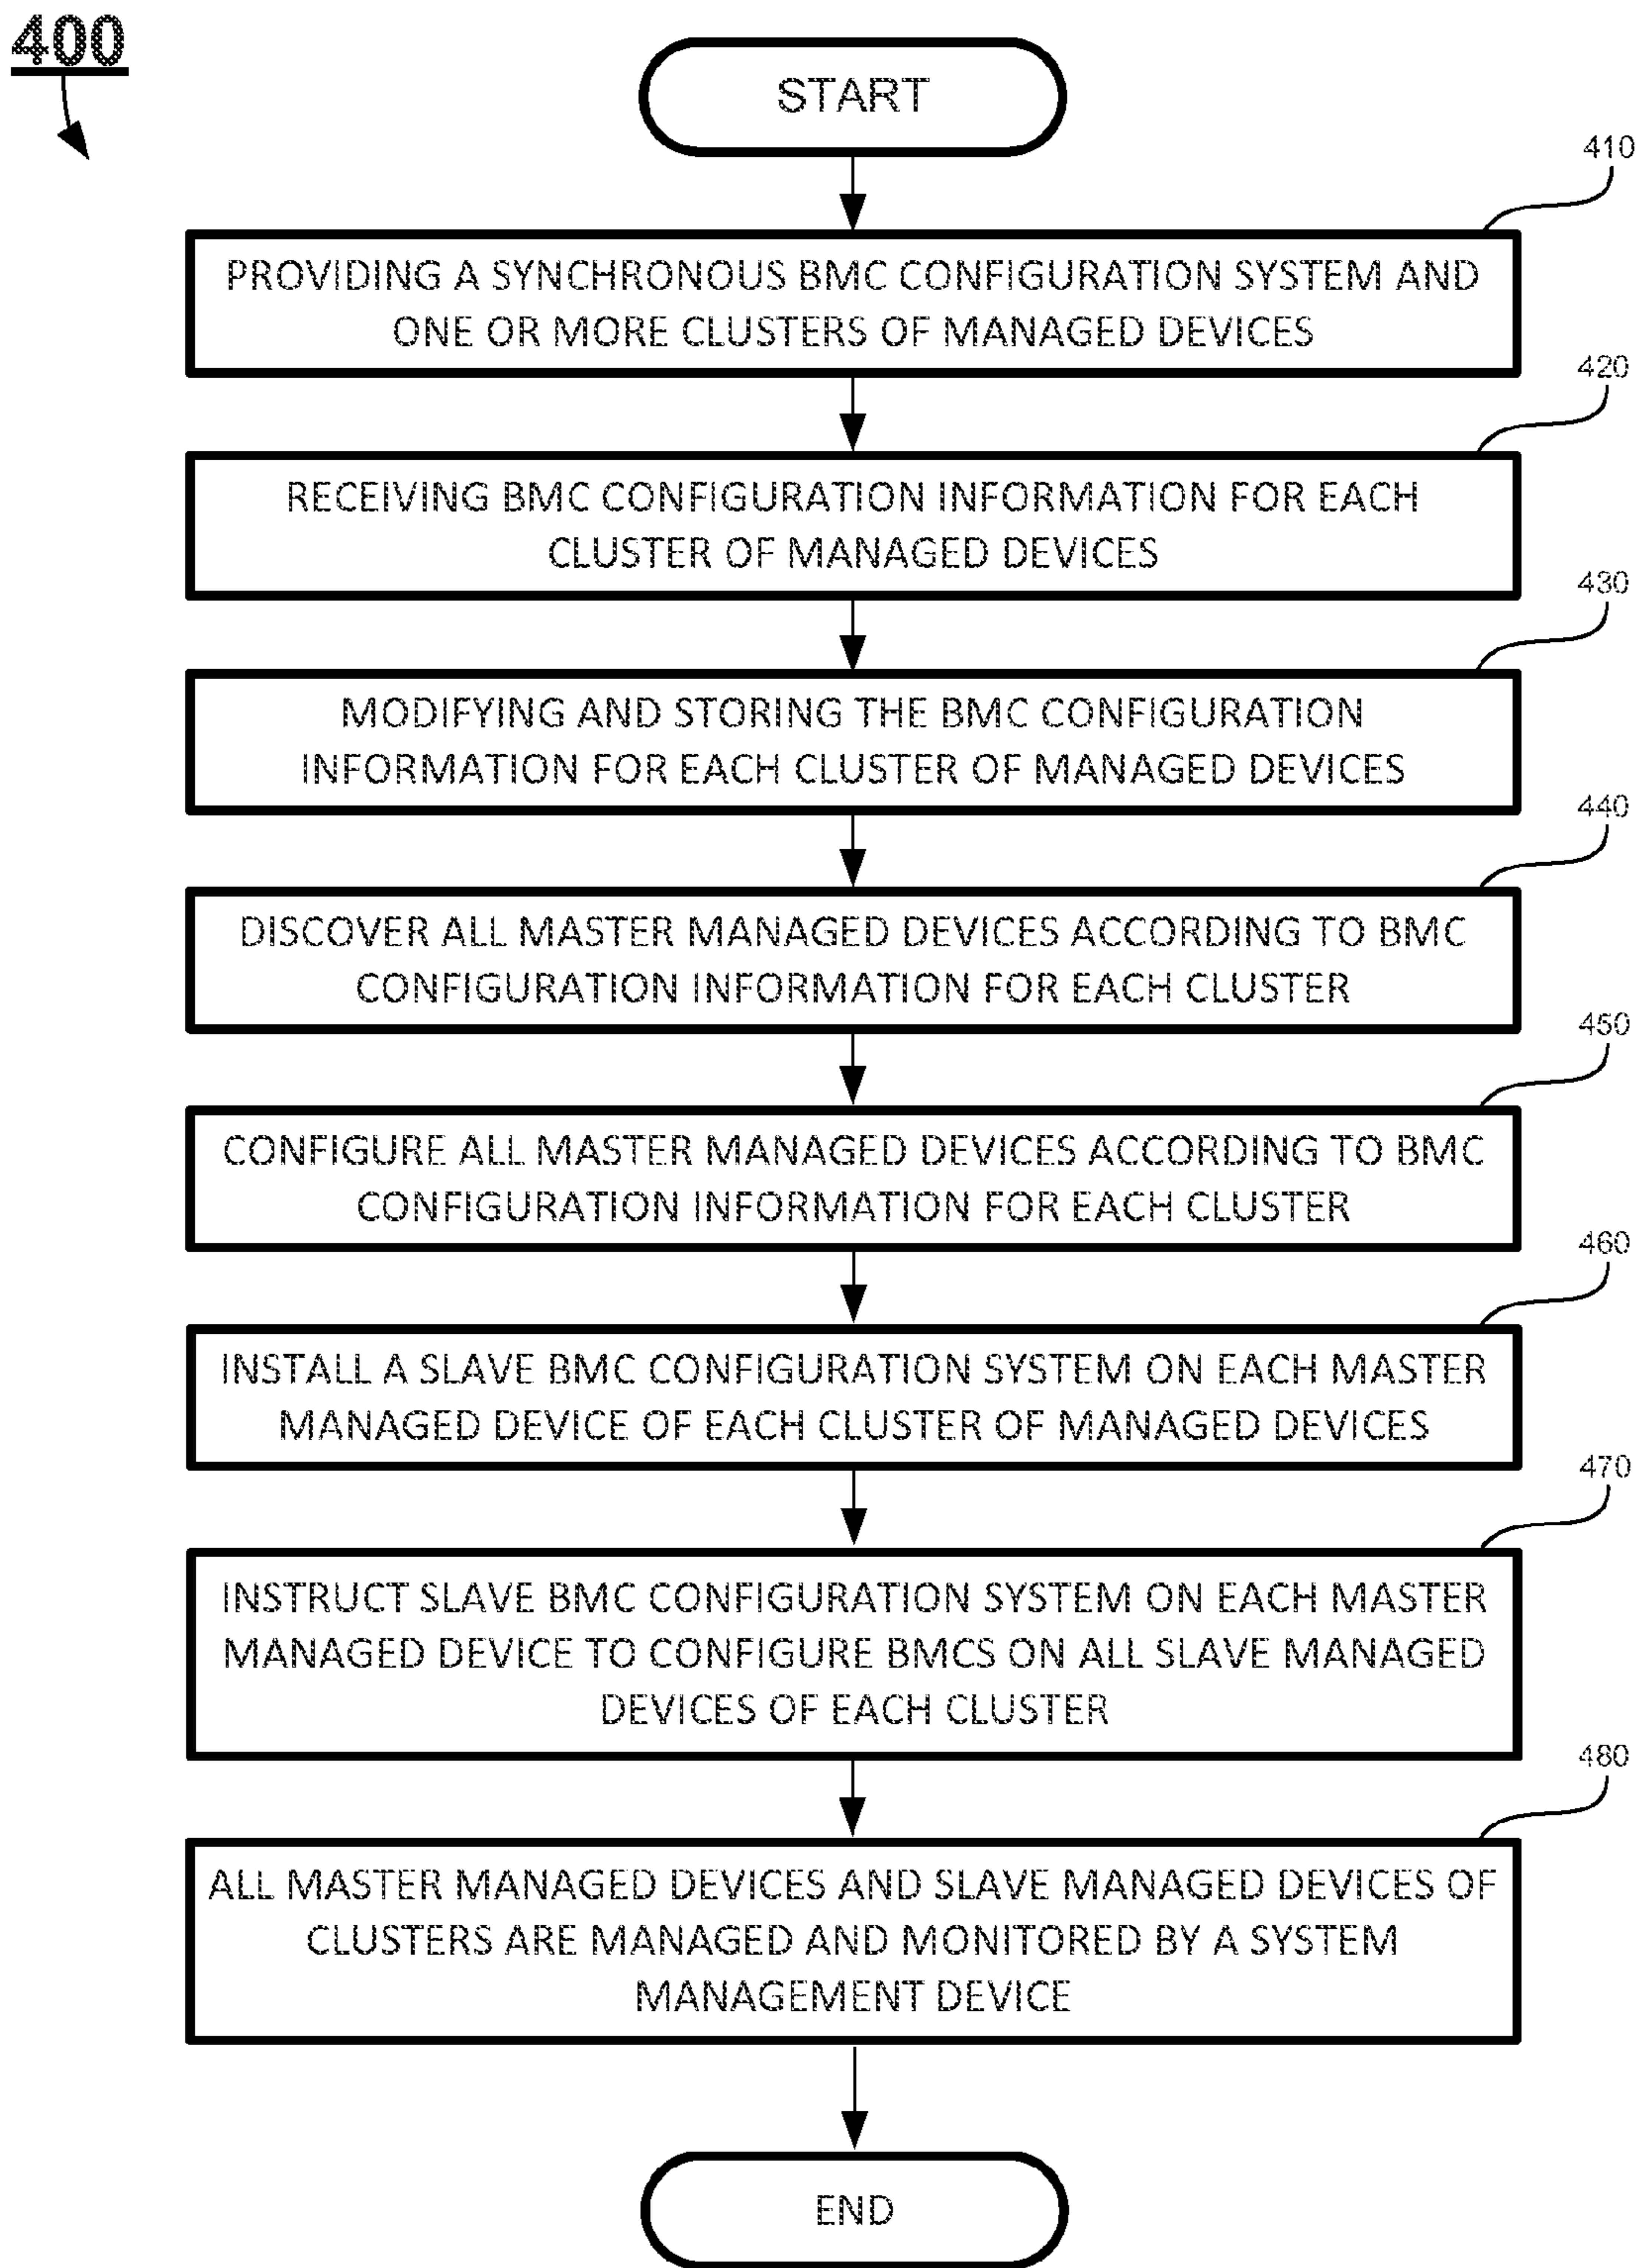 400
START
410
PROVIDING A SYNCHRONOUS BMC CONFIGURATION SYSTEM AND
ONE OR MORE CLUSTERS OF MANAGED DEVICES
420
RECEIVING BMC CONFIGURATION INFORMATION FOR EACH
CLUSTER OF MANAGED DEVICES
430
MODIFYING AND STORING THE BMC CONFIGURATION
INFORMATION FOR EACH CLUSTER OF MANAGED DEVICES
440
DISCOVER ALL MASTER MANAGED DEVICES ACCORDING TO BMC
CONFIGURATION INFORMATION FOR EACH CLUSTER
450
CONFIGURE ALL MASTER MANAGED DEVICES ACCORDING TO BMC
CONFIGURATION INFORMATION FOR EACH CLUSTER
460
INSTALL A SLAVE BMC CONFIGURATION SYSTEM ON EACH MASTER
MANAGED DEVICE OF EACH CLUSTER OF MANAGED DEVICES
470
INSTRUCT SLAVE BMC CONFIGURATION SYSTEM ON EACH MASTER
MANAGED DEVICE TO CONFIGURE BMCS ON ALL SLAVE MANAGED
DEVICES OF EACH CLUSTER
480
ALL MASTER MANAGED DEVICES AND SLAVE MANAGED DEVICES OF
CLUSTERS ARE MANAGED AND MONITORED BY A SYSTEM
MANAGEMENT DEVICE
END